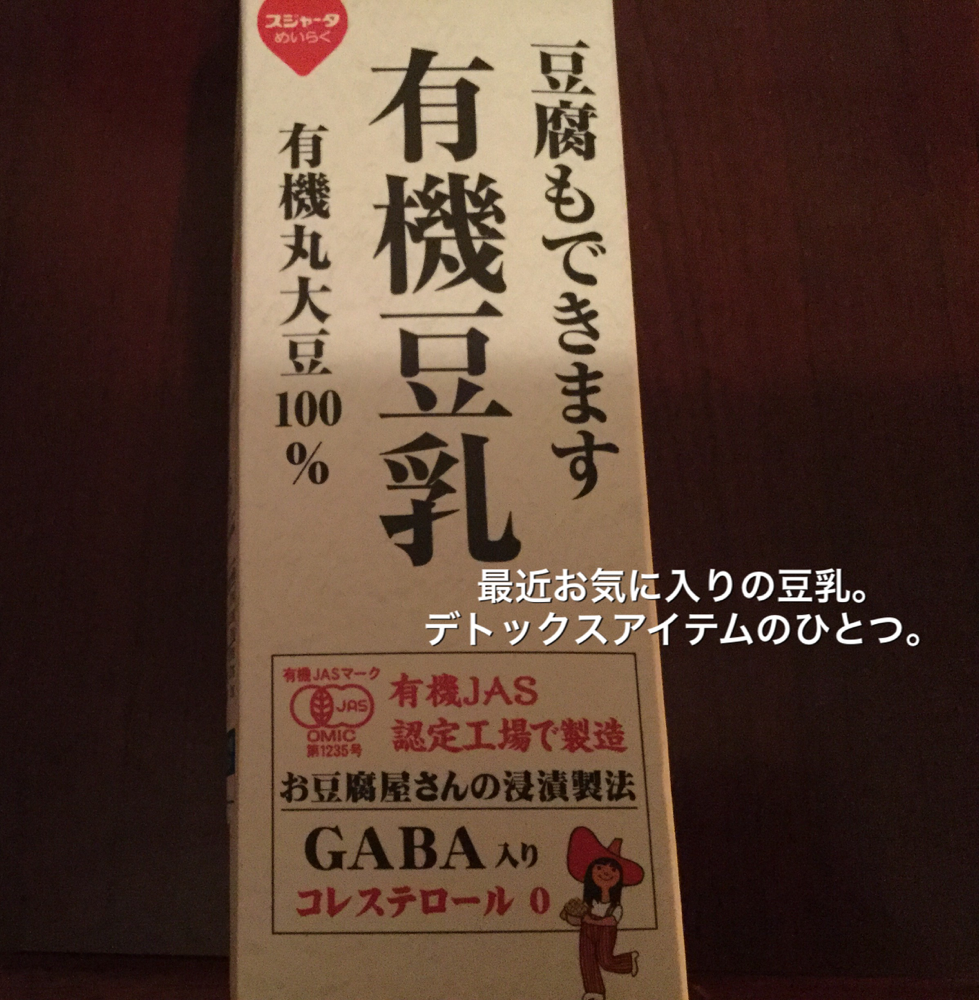 スジャータ
めいらく
豆腐もできます
有機豆乳
有機丸大豆100%
最近お気に入りの豆乳。
デトックスアイテムのひとつ。
有機JASマーク
JAS
OMIC
第1235号
有機JAS
認定工場で製造
お豆腐屋さんの浸漬製法
GABA入り
コレステロール 0